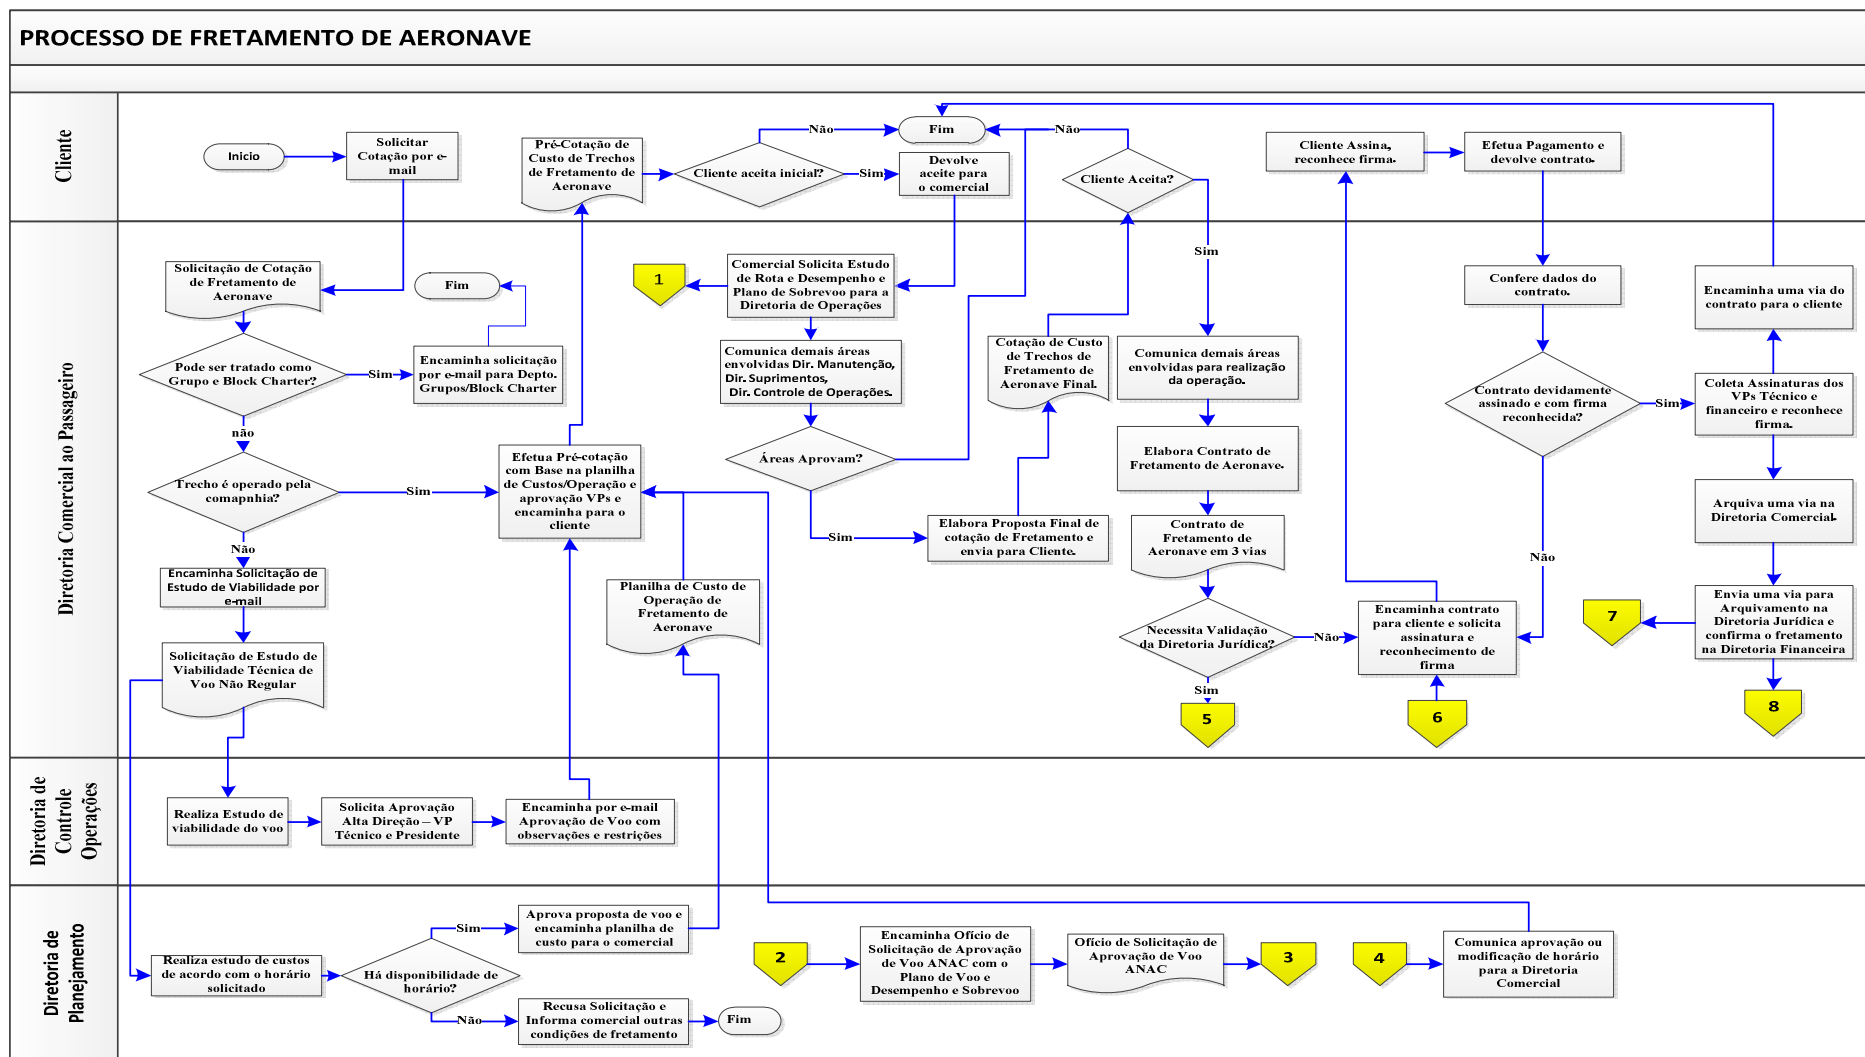 PROCESSO DE FRETAMENTO DE AERONAVE
Cliente
Inicio
Solicitar
Cotação por e-
mail
Pré-Cotação de
Custo de Trechos
de Fretamento de
Aeronave
Cliente aceita inicial?
Não
Sim
Fim
Devolve
aceite para
o comercial
Não
Cliente Aceita?
Sim
Cliente Assina,
reconhece firma.
Efetua Pagamento e
devolve contrato.
Diretoria Comercial ao Passageiro
Solicitação de Cotação
de Fretamento de
Aeronave
Pode ser tratado como
Grupo e Block Charter?
Sim
Fim
Encaminha solicitação
por e-mail para Depto.
Grupos/Block Charter
não
Trecho é operado pela
comapnhia?
Sim
Não
Encaminha Solicitação de
Estudo de Viabilidade por
e-mail
Solicitação de Estudo de
Viabilidade Técnica de
Voo Não Regular
Efetua Pré-cotação
com Base na planilha
de Custos/Operação e
aprovação VPs e
encaminha para o
cliente
Planilha de Custo de
Operação de
Fretamento de
Aeronave
1
Comercial Solicita Estudo
de Rota e Desempenho e
Plano de Sobrevoo para a
Diretoria de Operações
Comunica demais áreas
envolvidas Dir. Manutenção,
Dir. Suprimentos,
Dir. Controle de Operações.
Áreas Aprovam?
Sim
Elabora Proposta Final de
cotação de Fretamento e
envia para Cliente.
Cotação de Custo
de Trechos de
Fretamento de
Aeronave Final.
Comunica demais áreas
envolvidas para realização
da operação.
Elabora Contrato de
Fretamento de Aeronave.
Contrato de
Fretamento de
Aeronave em 3 vias
Necessita Validação
da Diretoria Jurídica?
Não
Sim
5
Encaminha contrato
para cliente e solicita
assinatura e
reconhecimento de
firma
6
Confere dados do
contrato.
Contrato devidamente
assinado e com firma
reconhecida?
Sim
Não
Encaminha uma via do
contrato para o cliente
Coleta Assinaturas dos
VPs Técnico e
financeiro e reconhece
firma.
Arquiva uma via na
Diretoria Comercial.
Envia uma via para
Arquivamento na
Diretoria Jurídica e
confirma o fretamento
na Diretoria Financeira
7
8
Diretoria de
Controle
Operações
Realiza Estudo de
viabilidade do voo
Solicita Aprovação
Alta Direção – VP
Técnico e Presidente
Encaminha por e-mail
Aprovação de Voo com
observações e restrições
Diretoria de
Planejamento
Realiza estudo de custos
de acordo com o horário
solicitado
Há disponibilidade de
horário?
Sim
Aprova proposta de voo e
encaminha planilha de
custo para o comercial
Não
Recusa Solicitação e
Informa comercial outras
condições de fretamento
Fim
2
Encaminha Ofício de
Solicitação de Aprovação
de Voo ANAC com o
Plano de Voo e
Desempenho e Sobrevoo
Ofício de Solicitação de
Aprovação de Voo
ANAC
3
4
Comunica aprovação ou
modificação de horário
para a Diretoria
Comercial